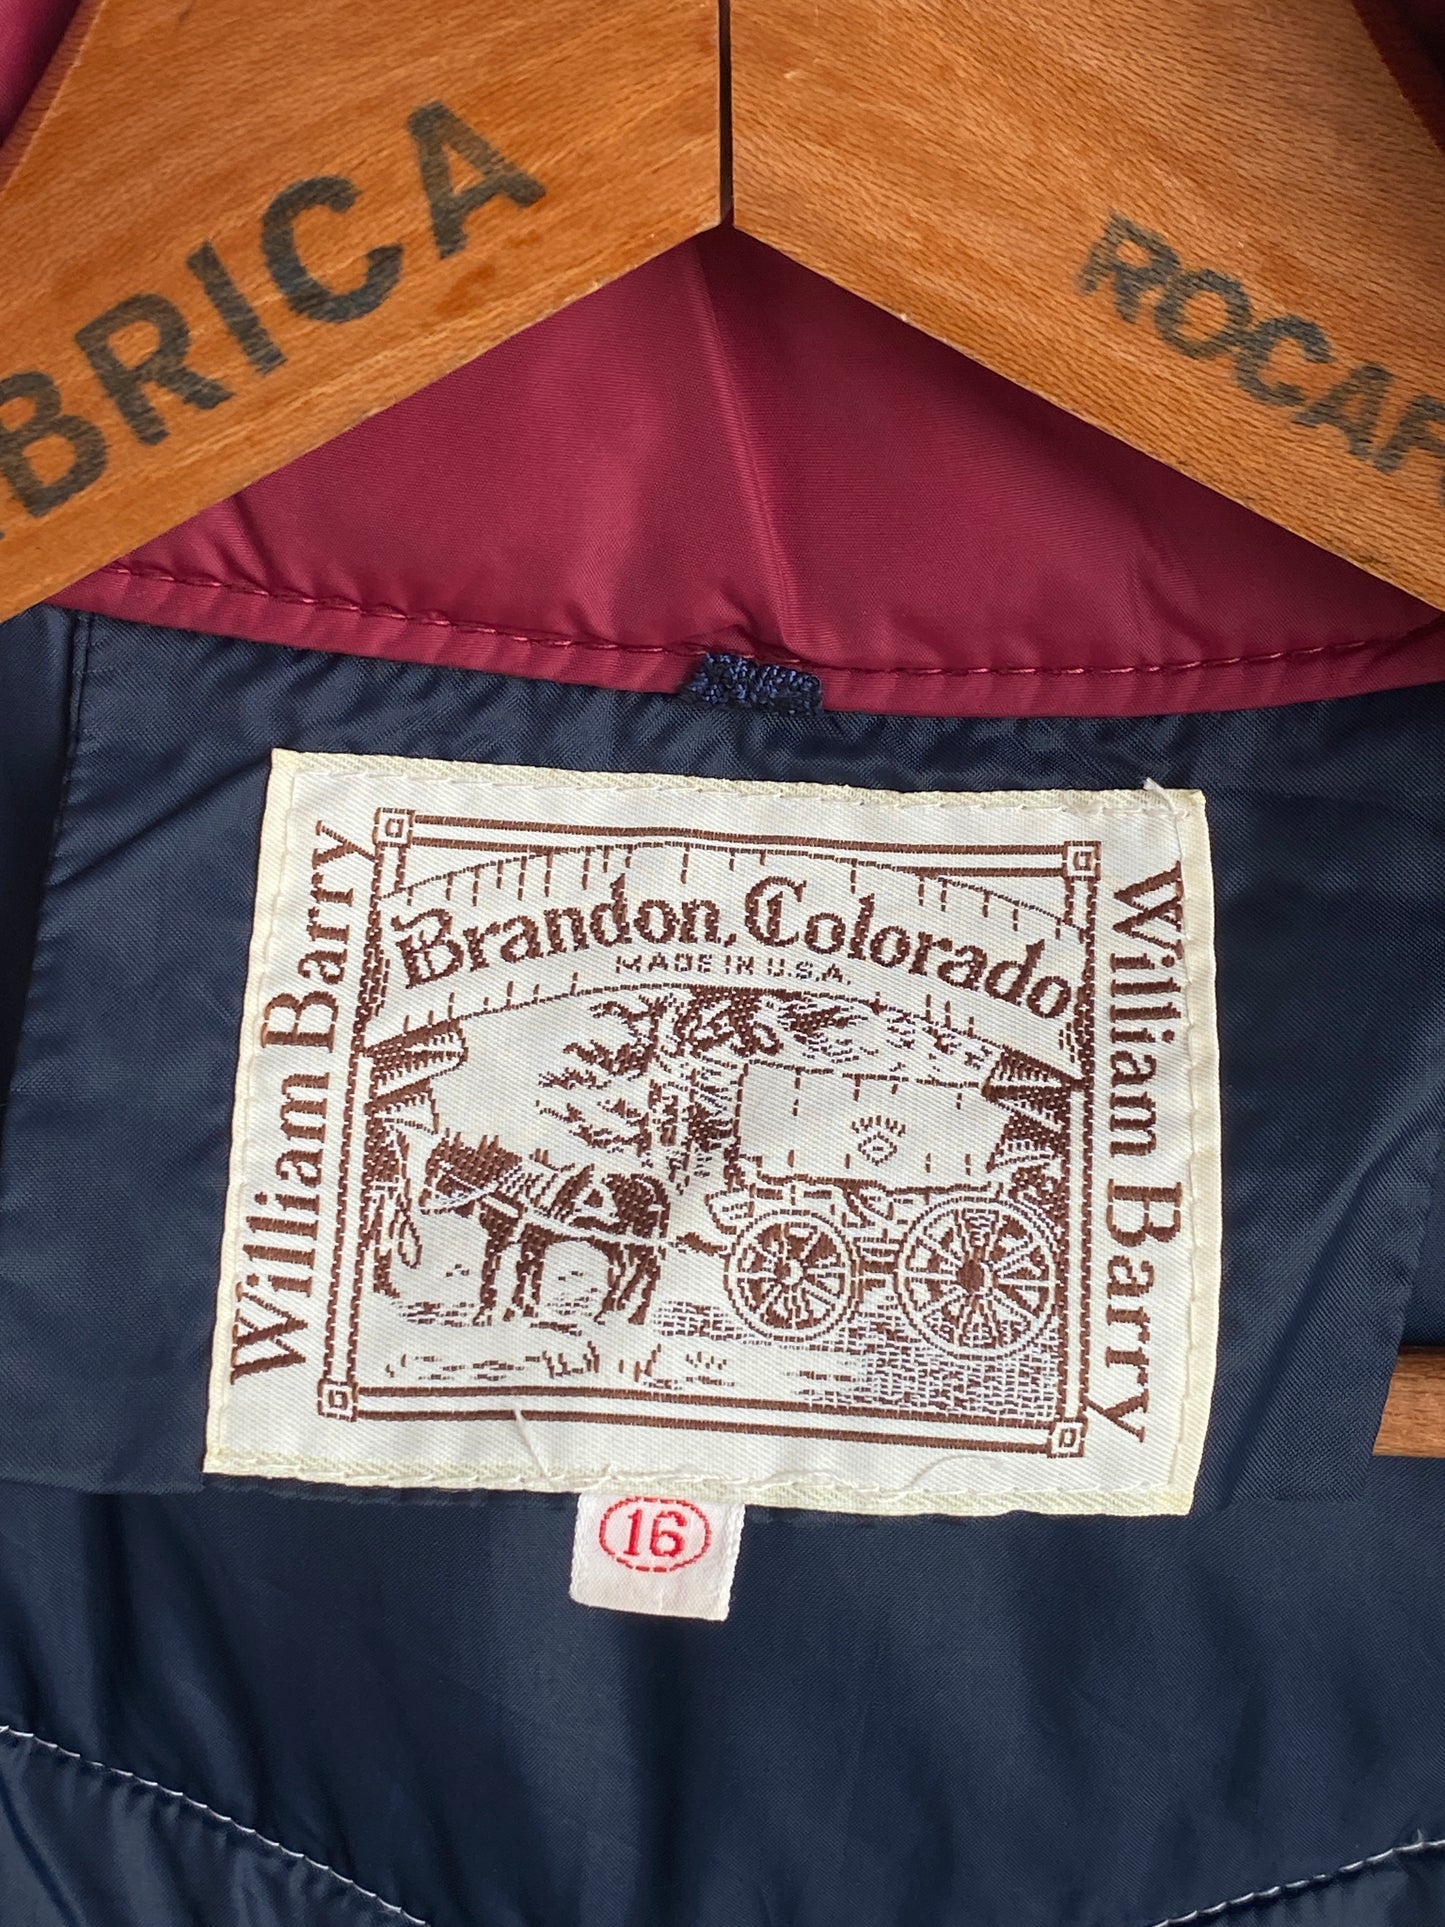 BRICA
ROCAF
Brandon, Colorado
MADE IN U.S.A.
William Barry
William Barry
16